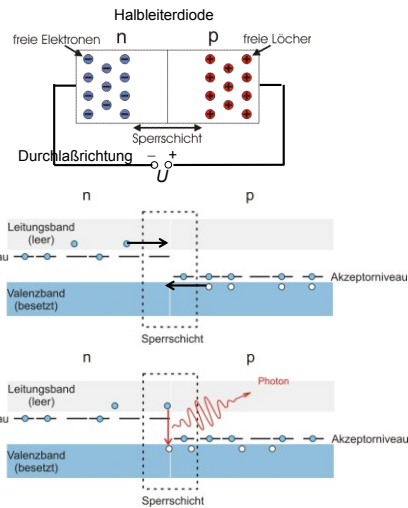 Halbleiterdiode
freie Elektronen n p freie Löcher
Sperrschicht
Durchlaßrichtung − +
U
n p
Leitungsband
(leer)
au
Akzeptorniveau
Valenzband
(besetzt)
Sperrschicht
n p
Photon
Leitungsband
(leer)
au
Akzeptorniveau
Valenzband
(besetzt)
Sperrschicht